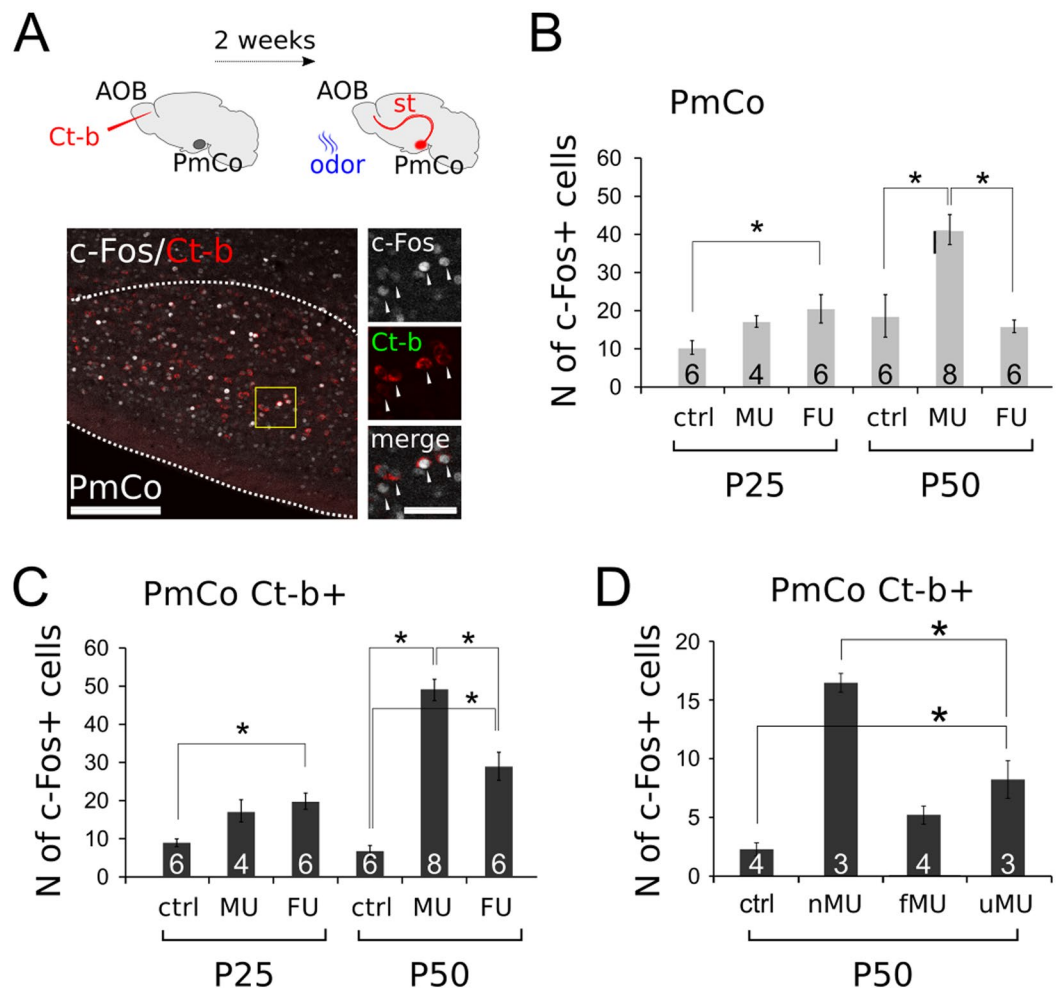 A
2 weeks
AOB
Ct-b
PmCo
AOB
st
odor
PmCo
c-Fos/Ct-b
PmCo
c-Fos
Ct-b
merge
B
PmCo
N of c-Fos+ cells
60
50
40
30
20
10
0
* * *
6 4 6 6 8 6
ctrl MU FU ctrl MU FU
P25 P50
C
PmCo Ct-b+
N of c-Fos+ cells
60
50
40
30
20
10
0
* * * *
6 4 6 6 8 6
ctrl MU FU ctrl MU FU
P25 P50
D
PmCo Ct-b+
N of c-Fos+ cells
20
15
10
5
0
* *
4 3 4 3
ctrl nMU fMU uMU
P50